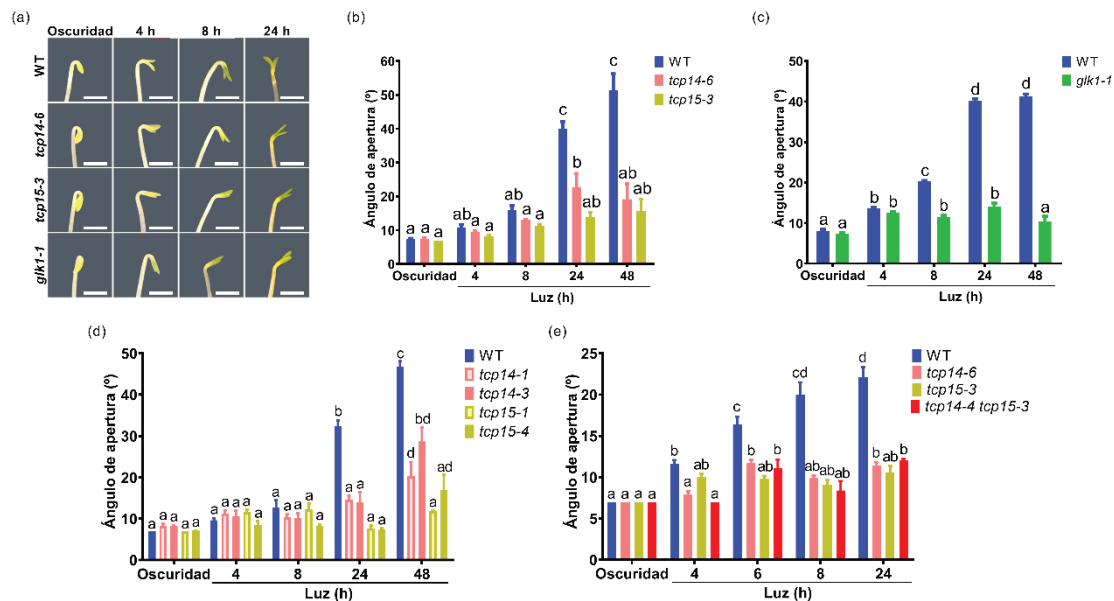 (a)
Oscuridad 4 h 8 h 24 h
WT
tcp14-6
tcp15-3
glk1-1
(b)
Ángulo de apertura (º)
60
50
40
30
20
10
0
a a a ab a a ab a a c b ab c ab ab
Oscuridad 4 8 24 48
Luz (h)
WT
tcp14-6
tcp15-3
(c)
Ángulo de apertura (º)
50
40
30
20
10
0
a a b b c b d b d a
Oscuridad 4 8 24 48
Luz (h)
WT
glk1-1
(d)
Ángulo de apertura (º)
50
40
30
20
10
0
a a a a a a a a a a a a a a a b a a a a c d bd a ad
Oscuridad 4 8 24 48
Luz (h)
WT
tcp14-1
tcp14-3
tcp15-1
tcp15-4
(e)
Ángulo de apertura (º)
25
20
15
10
5
0
a a a a b a ab a c b ab b cd ab ab ab d b ab b
Oscuridad 4 6 8 24
Luz (h)
WT
tcp14-6
tcp15-3
tcp14-4 tcp15-3